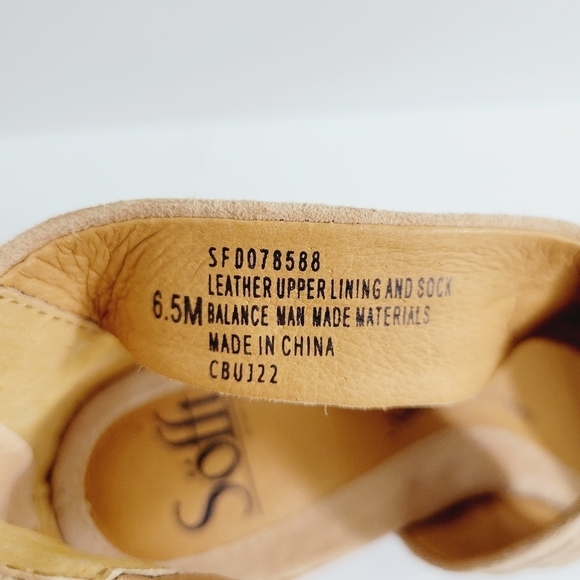 SFD078588
LEATHER UPPER LINING AND SOCK
6.5M BALANCE MAN MADE MATERIALS
MADE IN CHINA
CBUJ22
Söfft